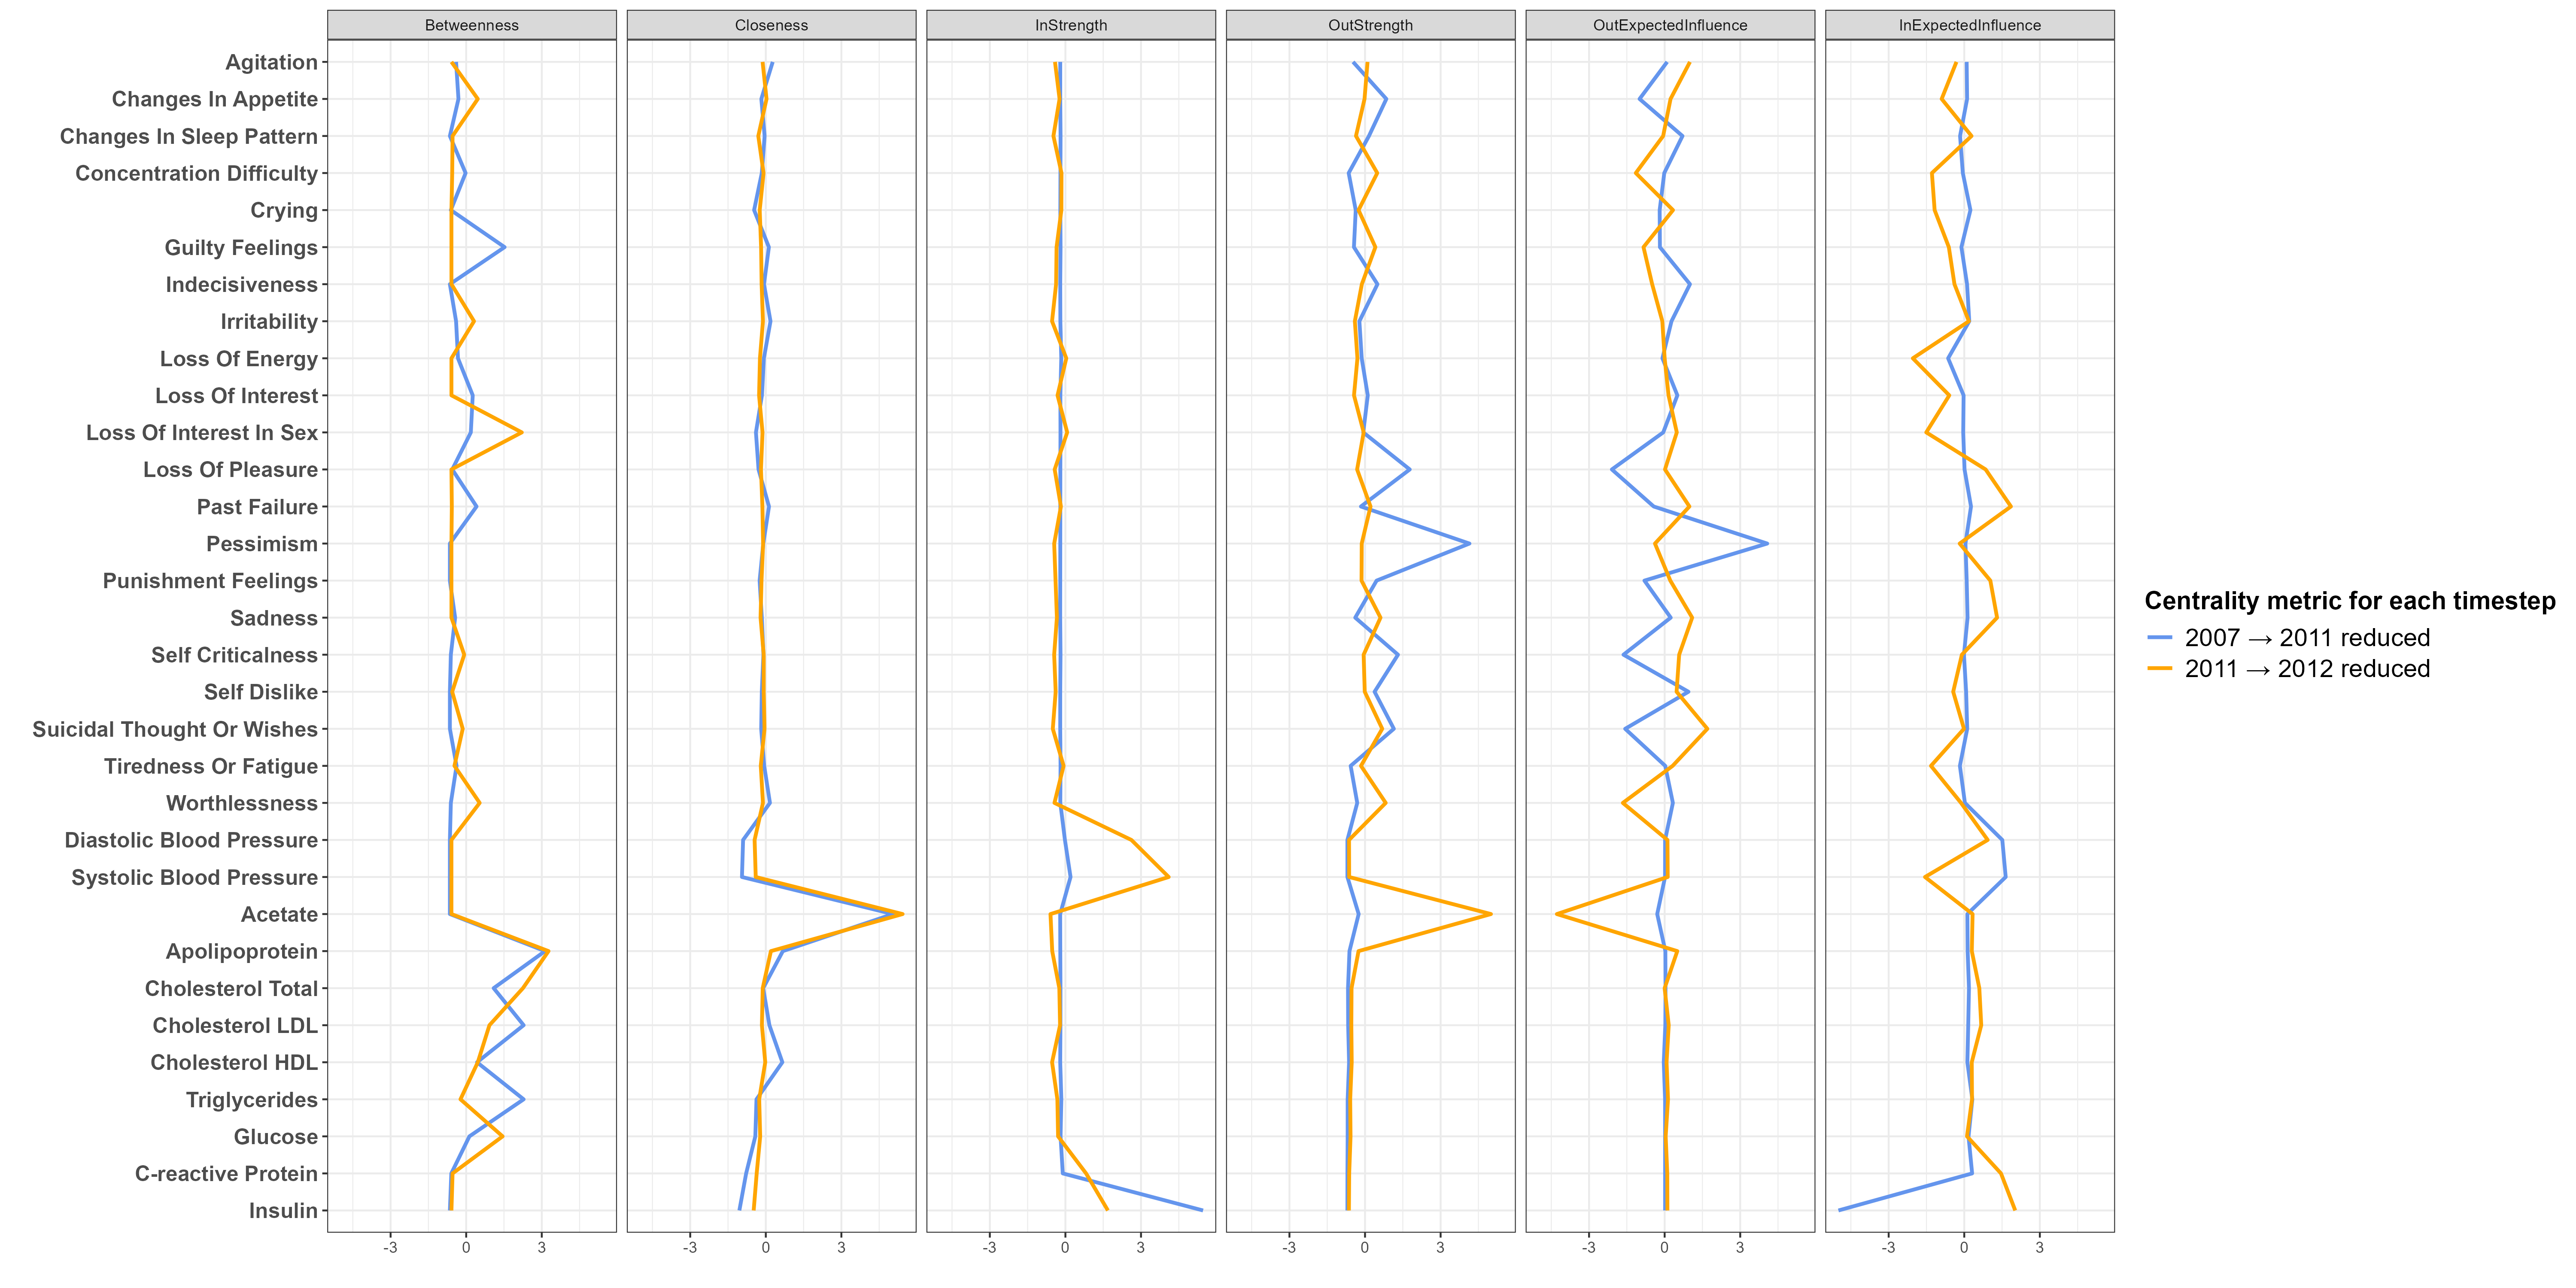 Betweenness Closeness InStrength OutStrength OutExpectedInfluence InExpectedInfluence
Agitation
Changes In Appetite
Changes In Sleep Pattern
Concentration Difficulty
Crying
Guilty Feelings
Indecisiveness
Irritability
Loss Of Energy
Loss Of Interest
Loss Of Interest In Sex
Loss Of Pleasure
Past Failure
Pessimism
Punishment Feelings
Sadness
Self Criticalness
Self Dislike
Suicidal Thought Or Wishes
Tiredness Or Fatigue
Worthlessness
Diastolic Blood Pressure
Systolic Blood Pressure
Acetate
Apolipoprotein
Cholesterol Total
Cholesterol LDL
Cholesterol HDL
Triglycerides
Glucose
C-reactive Protein
Insulin
-3 0 3 -3 0 3 -3 0 3 -3 0 3 -3 0 3 -3 0 3
Centrality metric for each timestep
2007 → 2011 reduced
2011 → 2012 reduced